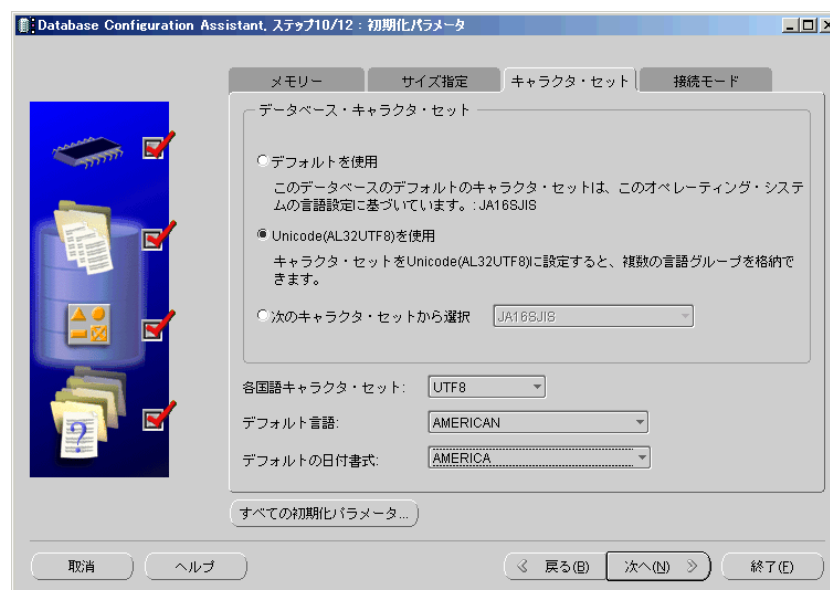 Database Configuration Assistant, ステップ10/12 : 初期化パラメータ
メモリー
サイズ指定
キャラクタ・セット
接続モード
データベース・キャラクタ・セット
デフォルトを使用
このデータベースのデフォルトのキャラクタ・セットは、このオペレーティング・システ
ムの言語設定に基づいています。: JA16SJIS
Unicode(AL32UTF8)を使用
キャラクタ・セットをUnicode(AL32UTF8)に設定すると、複数の言語グループを格納で
きます。
次のキャラクタ・セットから選択
JA16SJIS
各国語キャラクタ・セット:
UTF8
デフォルト言語:
AMERICAN
デフォルトの日付書式:
AMERICA
すべての初期化パラメータ...
取消
ヘルプ
戻る(B)
次へ(N)
終了(F)